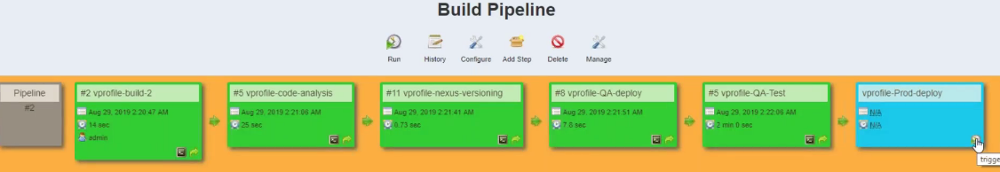 Build Pipeline
Run History Configure Add Step Delete Manage
Pipeline
#2
#2 vprofile-build-2
Aug 29, 2019 2:20:47 AM
14 sec
admin
#5 vprofile-code-analysis
Aug 29, 2019 2:21:06 AM
25 sec
#11 vprofile-nexus-versioning
Aug 29, 2019 2:21:41 AM
0.73 sec
#8 vprofile-QA-deploy
Aug 29, 2019 2:21:51 AM
7.6 sec
#5 vprofile-QA-Test
Aug 29, 2019 2:22:06 AM
2 min 0 sec
vprofile-Prod-deploy
N/A
N/A
trigge